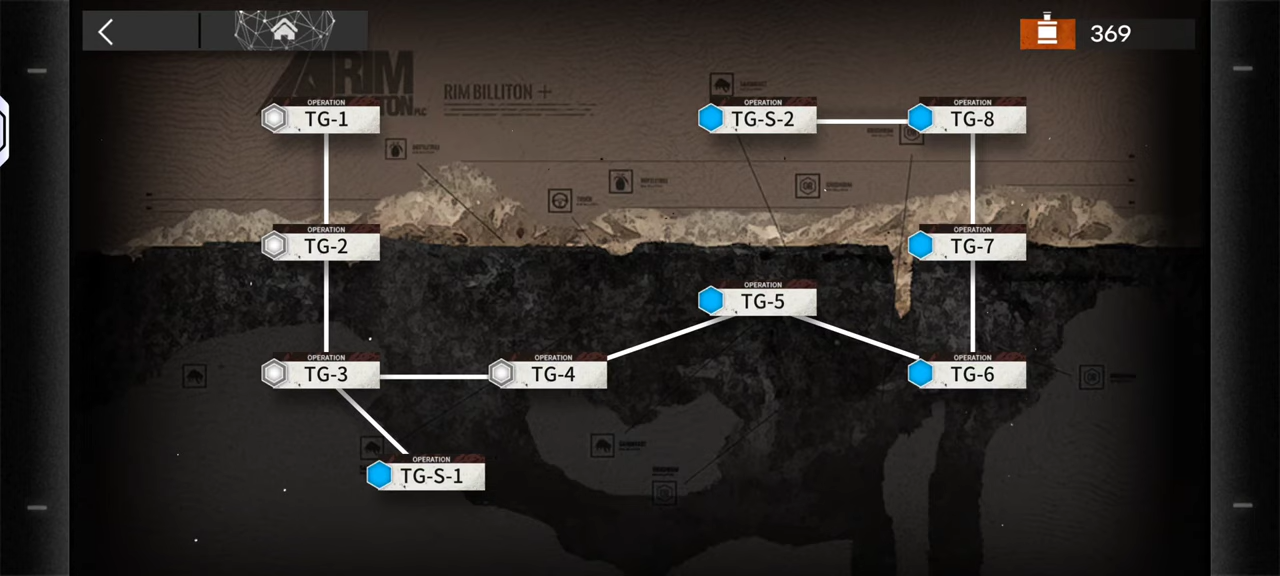 369
RIM
RIM BILLITON +
OPERATION
TG-1
OPERATION
TG-S-2
OPERATION
TG-8
OPERATION
TG-2
OPERATION
TG-7
OPERATION
TG-5
OPERATION
TG-3
OPERATION
TG-4
OPERATION
TG-6
OPERATION
TG-S-1